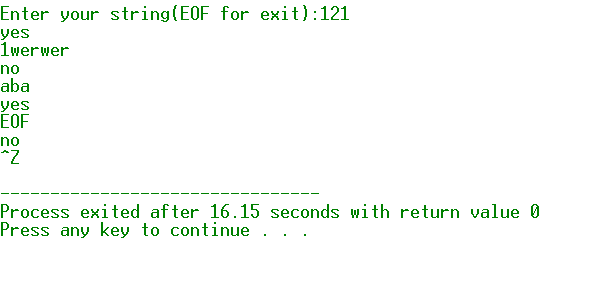 Enter your string(EOF for exit):121
yes
1werwer
no
aba
yes
EOF
no
^Z
--------------------------------
Process exited after 16.15 seconds with return value 0
Press any key to continue . . .